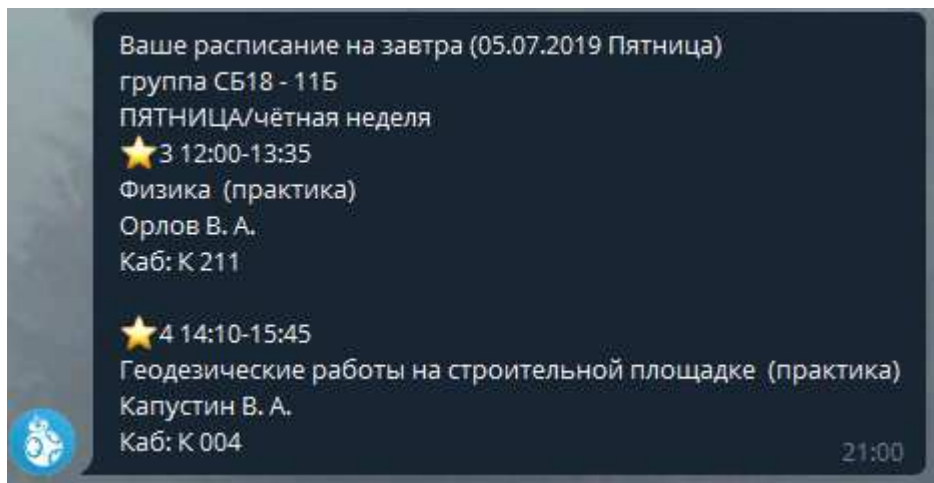 Ваше расписание на завтра (05.07.2019 Пятница)
группа СБ18 - 11Б
ПЯТНИЦА/чётная неделя
⭐3 12:00-13:35
Физика (практика)
Орлов В. А.
Каб: К 211
⭐4 14:10-15:45
Геодезические работы на строительной площадке (практика)
Капустин В. А.
Каб: К 004
21:00